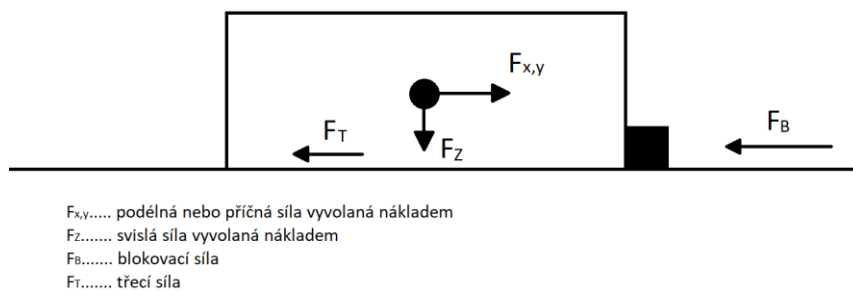 Fx,y
FT
FZ
FB
Fx,y..... podélná nebo příčná síla vyvolaná nákladem
FZ....... svislá síla vyvolaná nákladem
FB....... blokovací síla
FT....... třecí síla